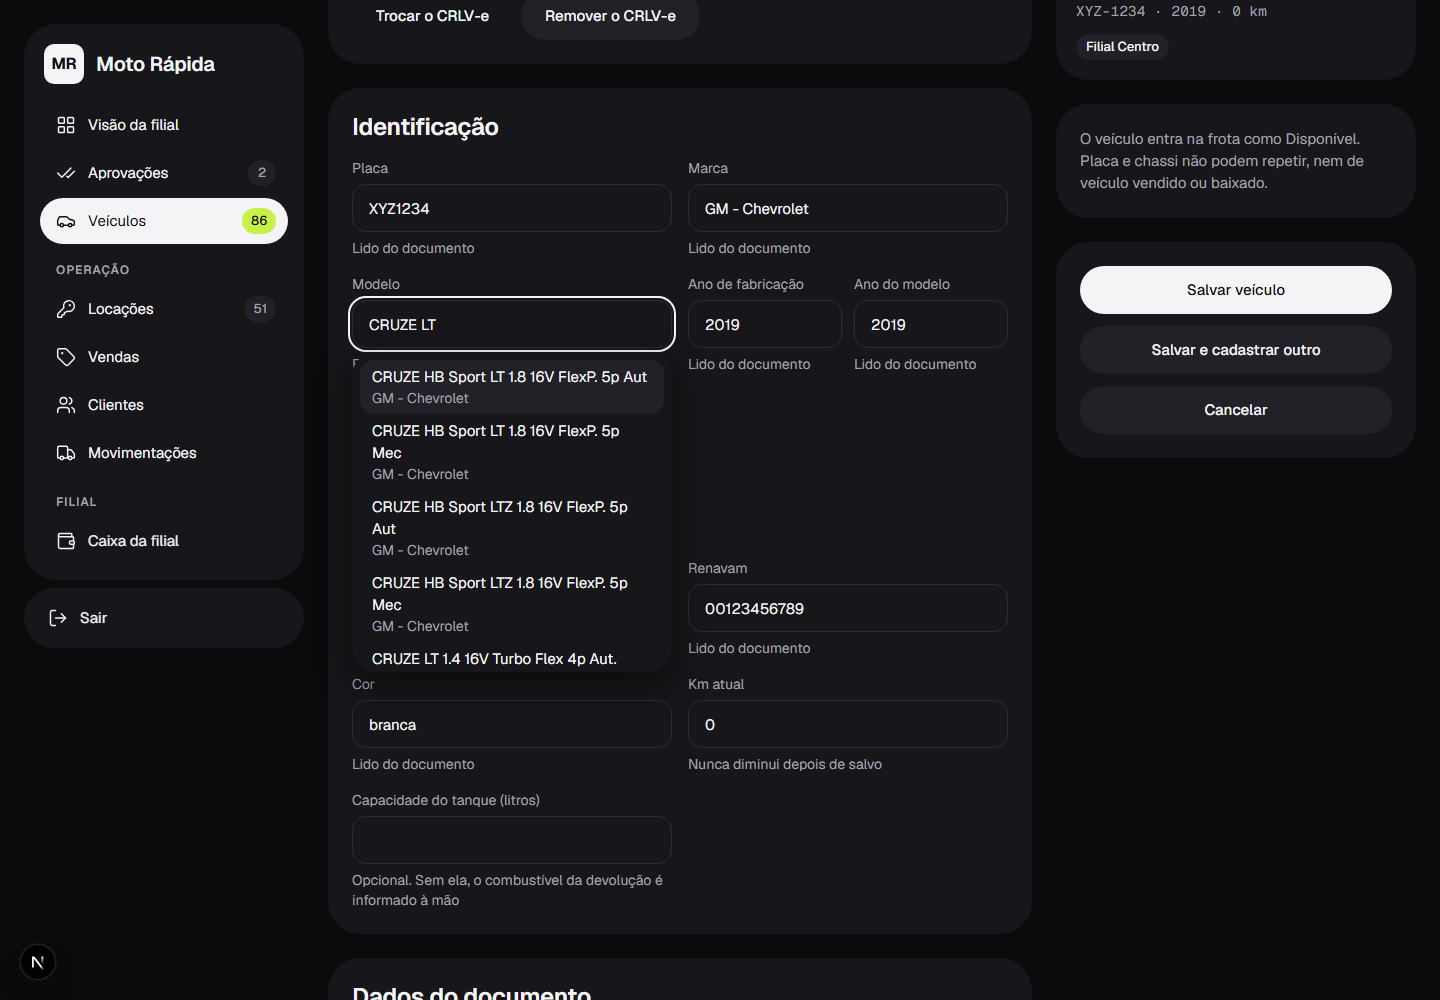 MR
Moto Rápida
Visão da filial
Aprovações
2
Veículos
86
OPERAÇÃO
Locações
51
Vendas
Clientes
Movimentações
FILIAL
Caixa da filial
Sair
Trocar o CRLV-e
Remover o CRLV-e
Identificação
Placa
XYZ1234
Lido do documento
Marca
GM - Chevrolet
Lido do documento
Modelo
CRUZE LT
Ano de fabricação
2019
Lido do documento
Ano do modelo
2019
Lido do documento
CRUZE HB Sport LT 1.8 16V FlexP. 5p Aut
GM - Chevrolet
CRUZE HB Sport LT 1.8 16V FlexP. 5p
Mec
GM - Chevrolet
CRUZE HB Sport LTZ 1.8 16V FlexP. 5p
Aut
GM - Chevrolet
CRUZE HB Sport LTZ 1.8 16V FlexP. 5p
Mec
GM - Chevrolet
CRUZE LT 1.4 16V Turbo Flex 4p Aut.
Renavam
00123456789
Lido do documento
Cor
branca
Lido do documento
Km atual
0
Nunca diminui depois de salvo
Capacidade do tanque (litros)
Opcional. Sem ela, o combustível da devolução é
informado à mão
Dados do documento
XYZ-1234 · 2019 · 0 km
Filial Centro
O veículo entra na frota como Disponível.
Placa e chassi não podem repetir, nem de
veículo vendido ou baixado.
Salvar veículo
Salvar e cadastrar outro
Cancelar
N